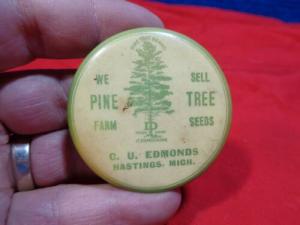 WE SELL
PINE TREE
FARM SEEDS
C. U. EDMONDS
HASTINGS, MICH.